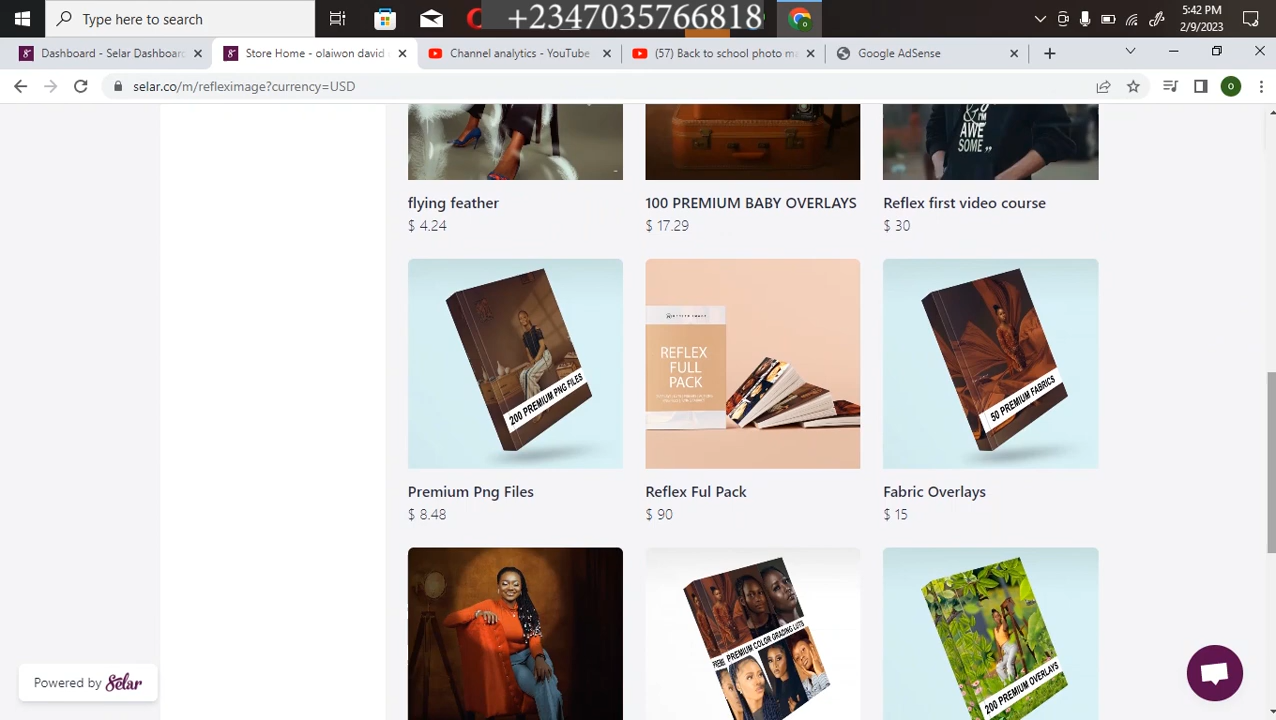 Type here to search
+2347035766818
5:42 PM
2/9/2023
Dashboard - Selar Dashboard
Store Home - olaiwon david
Channel analytics - YouTube
(57) Back to school photo ma
Google AdSense
selar.co/m/refleximage?currency=USD
& I'M
AWE
SOME ”
flying feather
$ 4.24
100 PREMIUM BABY OVERLAYS
$ 17.29
Reflex first video course
$ 30
200 PREMIUM PNG FILES
REFLEX
FULL
PACK
50 PREMIUM FABRICS
Premium Png Files
$ 8.48
Reflex Ful Pack
$ 90
Fabric Overlays
$ 15
PREMIUM COLOR GRADING LUTS
200 PREMIUM OVERLAYS
Powered by Selar